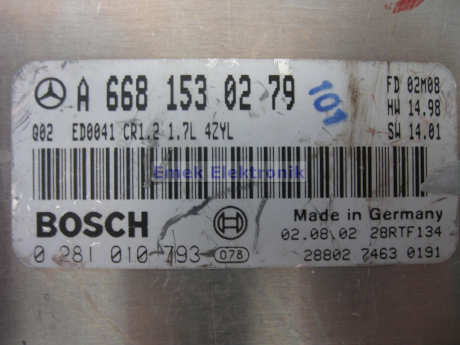 A 668 153 02 79
101
FD 02M08
HW 14.98
SW 14.01
Q02 ED0041 CR1.2 1.7L 4ZYL
Emek Elektronik
BOSCH
Made in Germany
02.08.02 28RTF134
0 281 010 793 078
28802 7463 0191